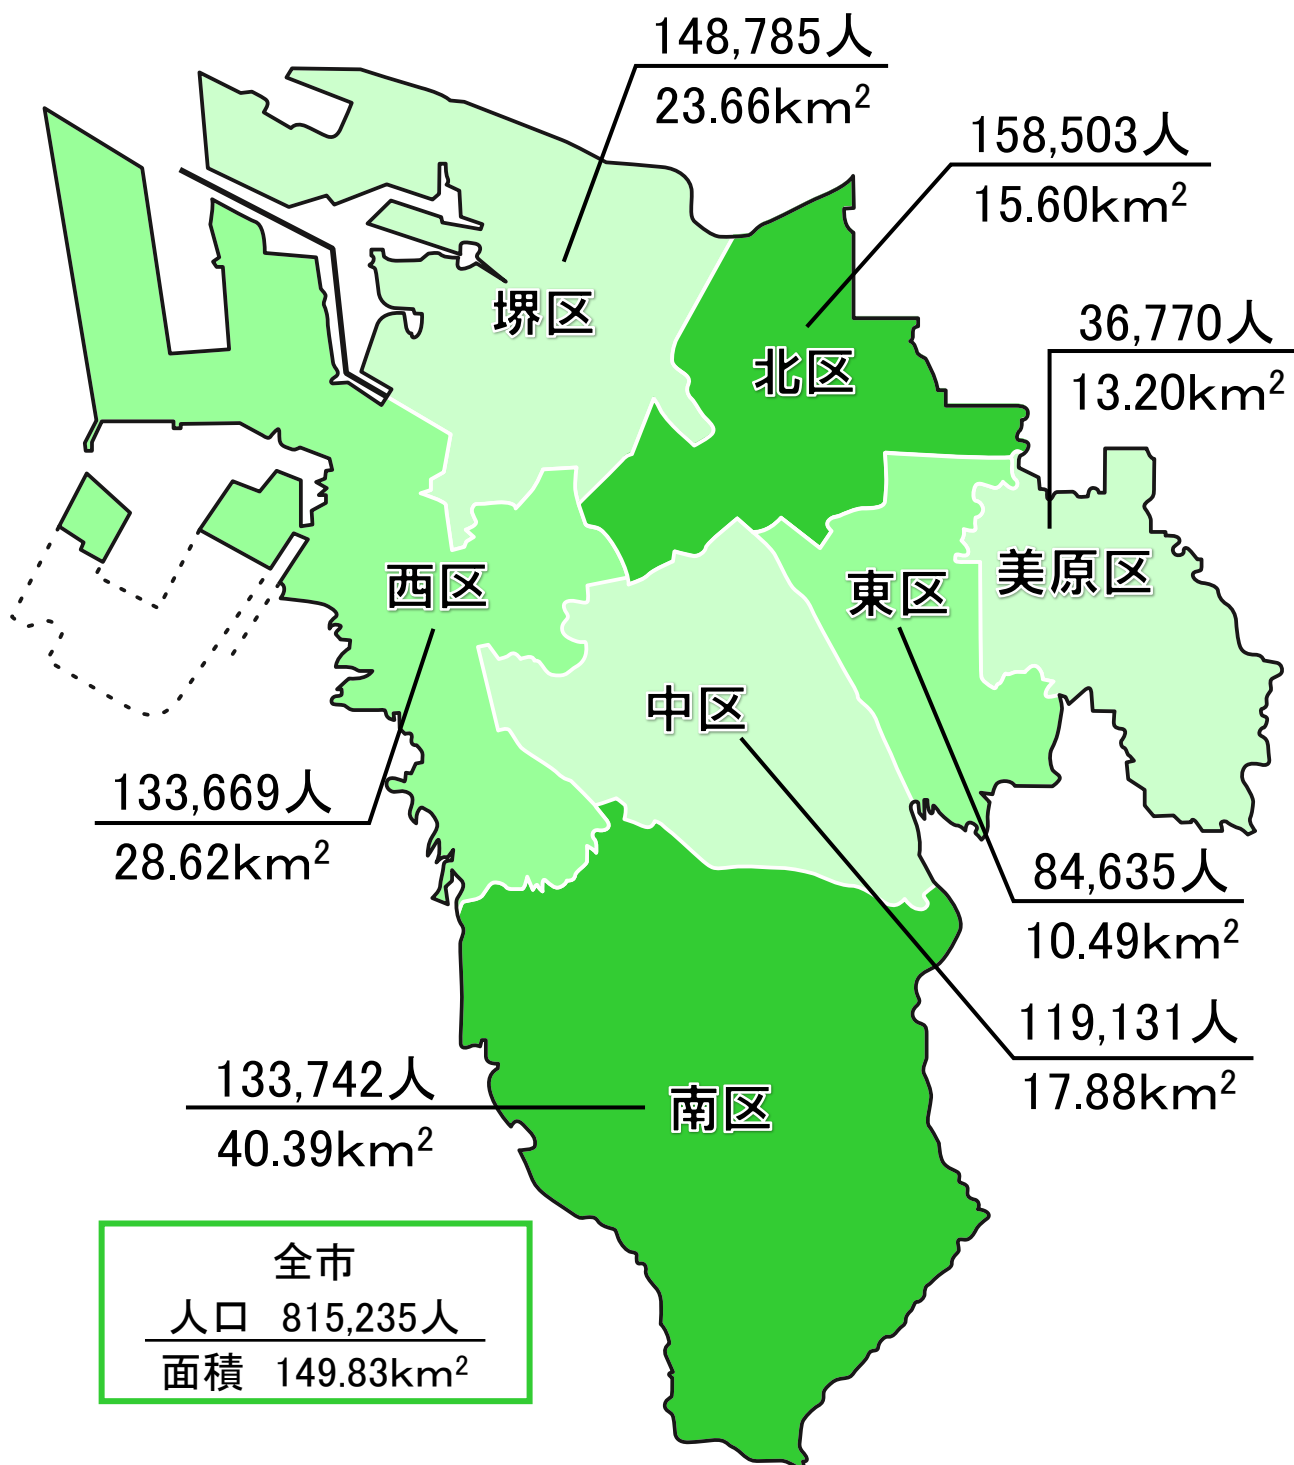 148,785人
23.66km²
158,503人
15.60km²
堺区
36,770人
13.20km²
北区
西区
東区
美原区
中区
133,669人
28.62km²
84,635人
10.49km²
119,131人
17.88km²
133,742人
40.39km²
南区
全市
人口 815,235人
面積 149.83km²